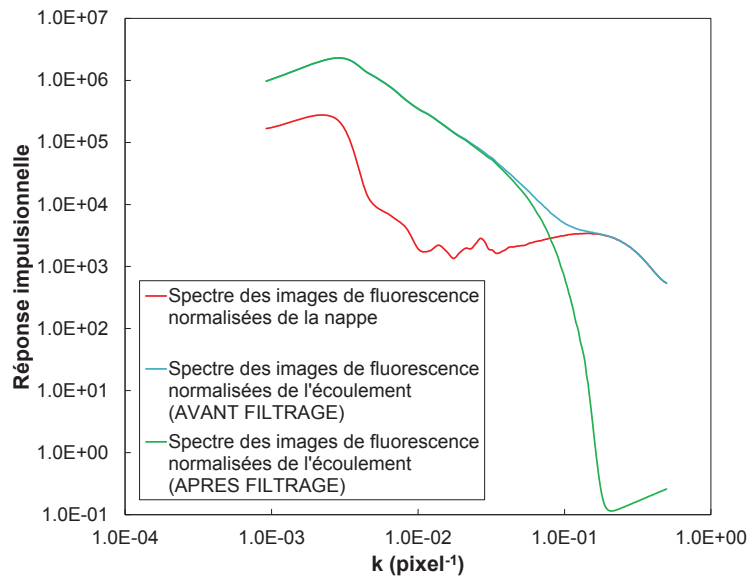 1.0E+07
1.0E+06
1.0E+05
1.0E+04
1.0E+03
1.0E+02
1.0E+01
1.0E+00
1.0E-01
Réponse impulsionnelle
Spectre des images de fluorescence
normalisées de la nappe
Spectre des images de fluorescence
normalisées de l'écoulement
(AVANT FILTRAGE)
Spectre des images de fluorescence
normalisées de l'écoulement
(APRES FILTRAGE)
1.0E-04 1.0E-03 1.0E-02 1.0E-01 1.0E+00
k (pixel⁻¹)